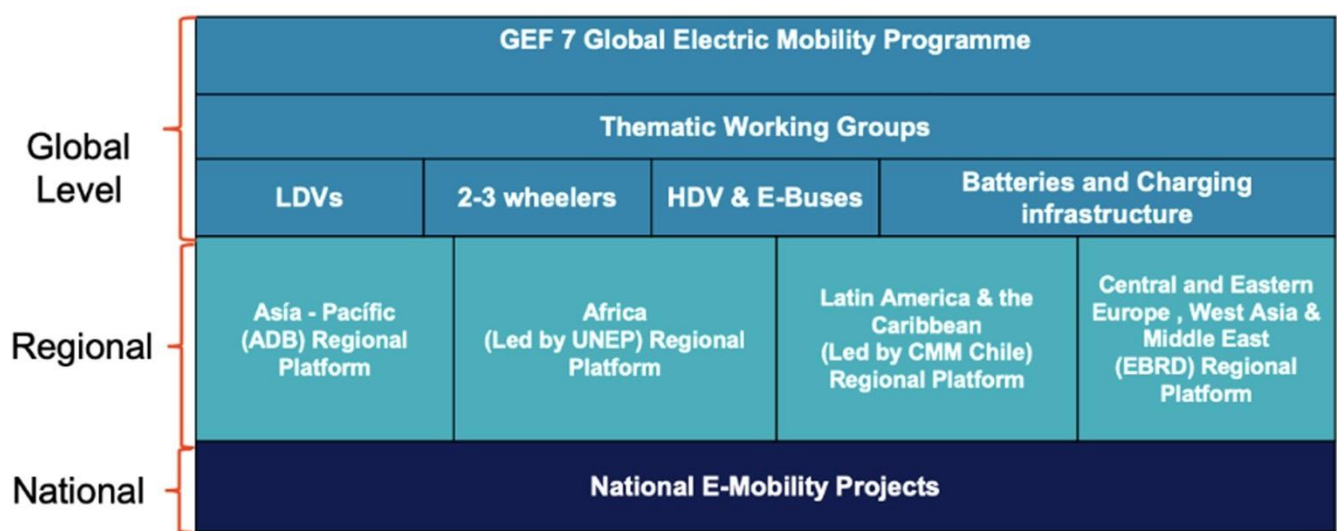 GEF 7 Global Electric Mobility Programme
Thematic Working Groups
Global
Level
LDVs
2-3 wheelers
HDV & E-Buses
Batteries and Charging
infrastructure
Regional
Asía - Pacífic
(ADB) Regional
Platform
Africa
(Led by UNEP) Regional
Platform
Latin America & the
Caribbean
(Led by CMM Chile)
Regional Platform
Central and Eastern
Europe , West Asia &
Middle East
(EBRD) Regional
Platform
National
National E-Mobility Projects